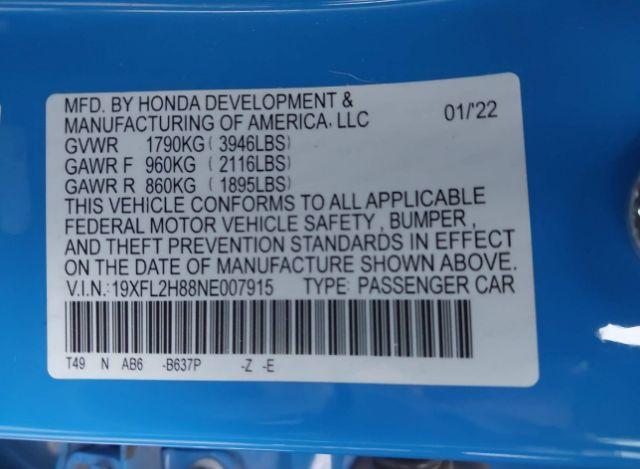 MFD. BY HONDA DEVELOPMENT & 
MANUFACTURING OF AMERICA, LLC 01/'22
GVWR 1790KG ( 3946LBS)
GAWR F 960KG ( 2116LBS)
GAWR R 860KG ( 1895LBS)
THIS VEHICLE CONFORMS TO ALL APPLICABLE
FEDERAL MOTOR VEHICLE SAFETY , BUMPER ,
AND THEFT PREVENTION STANDARDS IN EFFECT
ON THE DATE OF MANUFACTURE SHOWN ABOVE.
V.I.N.:19XFL2H88NE007915 TYPE: PASSENGER CAR
T49 N AB6 -B637P -Z -E